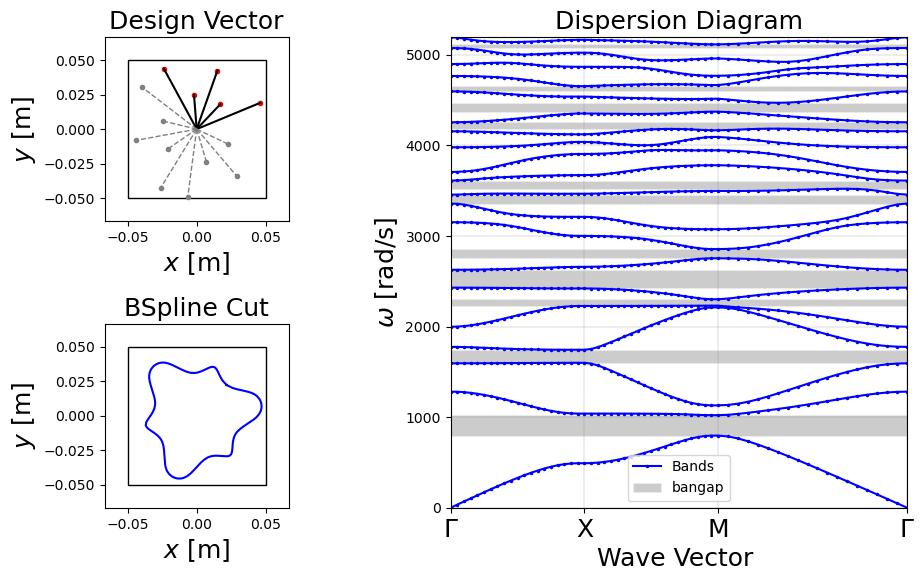 Design Vector
0.050
0.025
0.000
−0.025
−0.050
y [m]
−0.05
0.00
0.05
x [m]
BSpline Cut
0.050
0.025
0.000
−0.025
−0.050
y [m]
−0.05
0.00
0.05
x [m]
Dispersion Diagram
5000
4000
3000
2000
1000
0
ω [rad/s]
Bands
bangap
Γ
X
M
Γ
Wave Vector